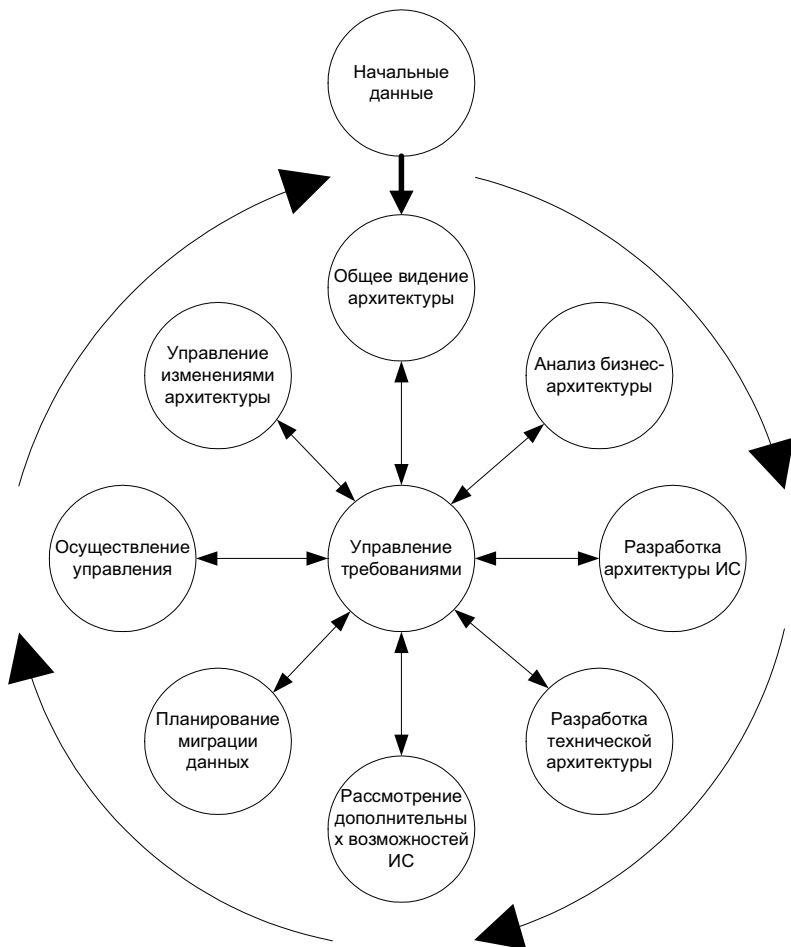 Начальные
данные
Общее видение
архитектуры
Управление
изменениями
архитектуры
Анализ бизнес-
архитектуры
Осуществление
управления
Управление
требованиями
Разработка
архитектуры ИС
Планирование
миграции
данных
Разработка
технической
архитектуры
Рассмотрение
дополнительны
х возможностей
ИС